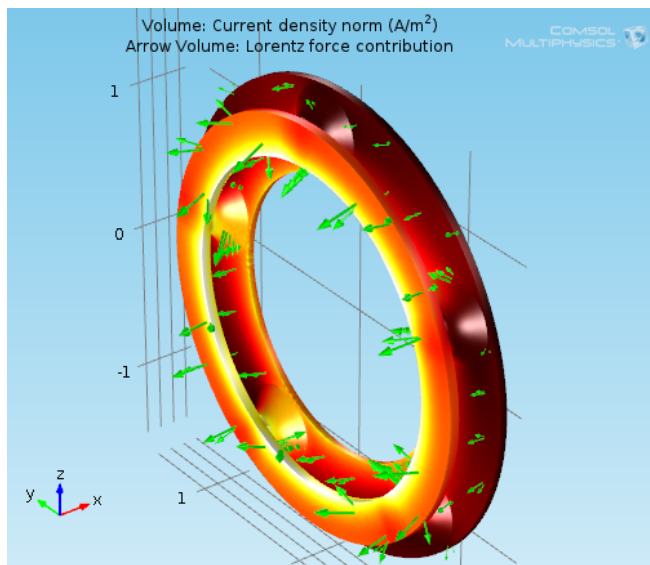 Volume: Current density norm (A/m²)
Arrow Volume: Lorentz force contribution
COMSOL
MULTIPHYSICS
1
0
-1
1
z
y
x